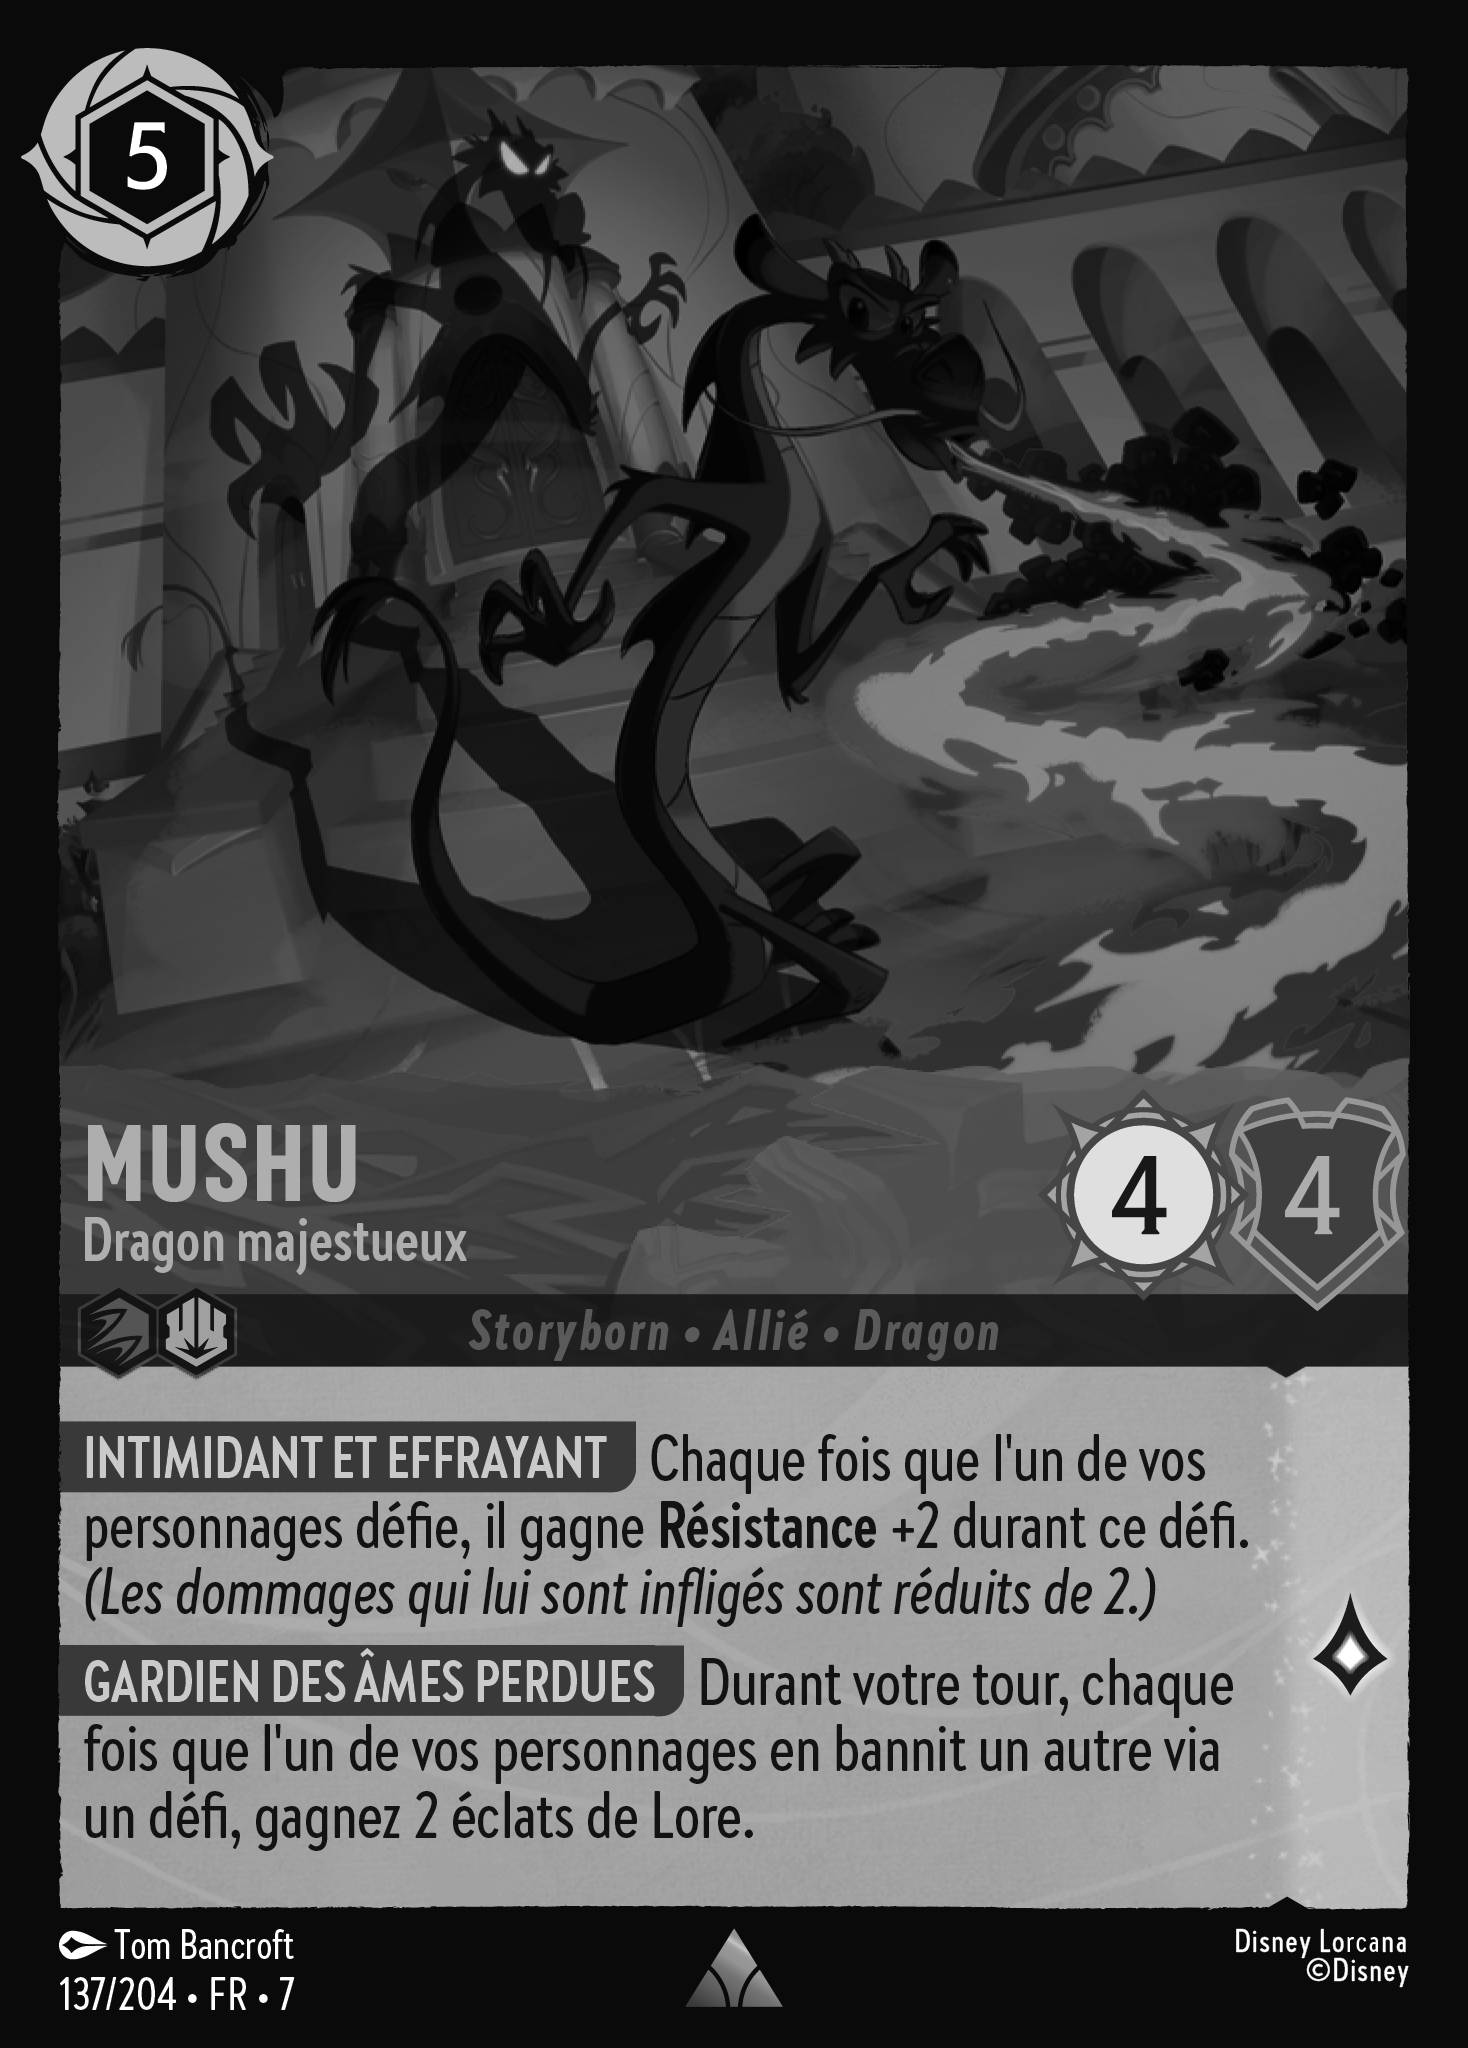 5
MUSHU
Dragon majestueux
4 4
Storyborn • Allié • Dragon
INTIMIDANT ET EFFRAYANT Chaque fois que l'un de vos
personnages défie, il gagne Résistance +2 durant ce défi.
(Les dommages qui lui sont infligés sont réduits de 2.)
GARDIEN DES ÂMES PERDUES Durant votre tour, chaque
fois que l'un de vos personnages en bannit un autre via
un défi, gagnez 2 éclats de Lore.
Tom Bancroft
137/204 • FR • 7
Disney Lorcana
©Disney